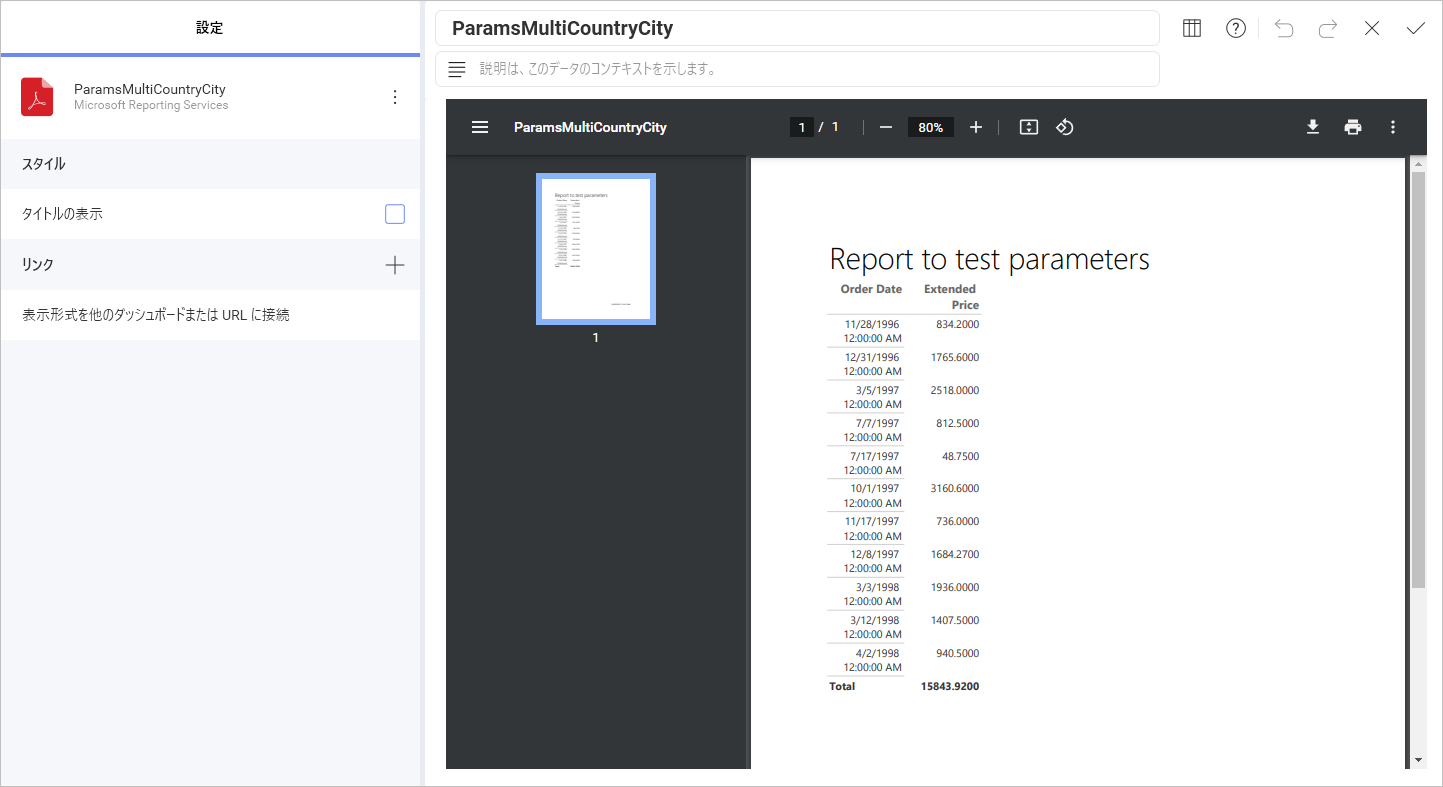 設定
ParamsMultiCountryCity
Microsoft Reporting Services
スタイル
タイトルの表示
リンク
表示形式を他のダッシュボードまたは URL に接続
ParamsMultiCountryCity
説明は、このデータのコンテキストを示します。
ParamsMultiCountryCity
1 / 1
80%
Report to test parameters
1
Report to test parameters
Order Date Extended
Price
11/28/1996 834.2000
12:00:00 AM
12/31/1996 1765.6000
12:00:00 AM
3/5/1997 2518.0000
12:00:00 AM
7/7/1997 812.5000
12:00:00 AM
7/17/1997 48.7500
12:00:00 AM
10/1/1997 3160.6000
12:00:00 AM
11/17/1997 736.0000
12:00:00 AM
12/8/1997 1684.2700
12:00:00 AM
3/3/1998 1936.0000
12:00:00 AM
3/12/1998 1407.5000
12:00:00 AM
4/2/1998 940.5000
12:00:00 AM
Total 15843.9200